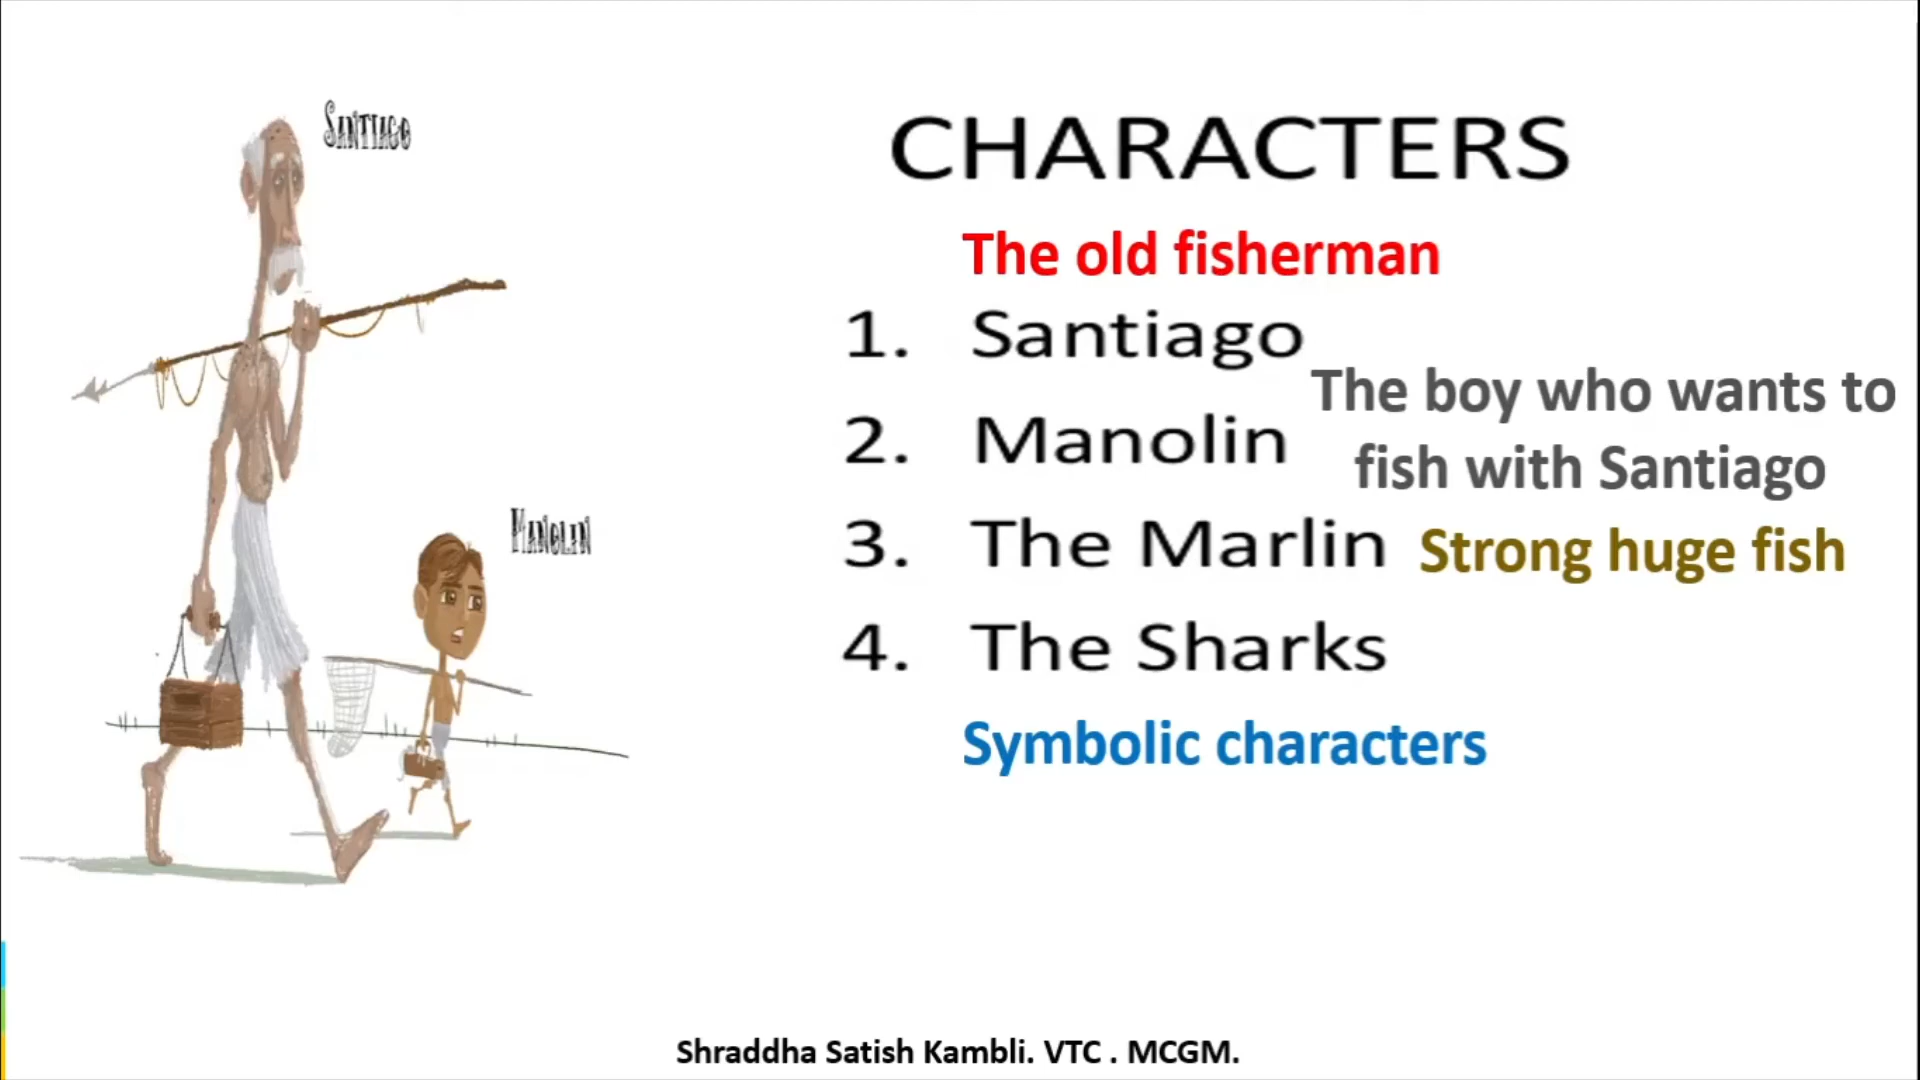 SANTIAGO
MANOLIN
CHARACTERS
The old fisherman
1. Santiago
The boy who wants to
2. Manolin
fish with Santiago
3. The Marlin Strong huge fish
4. The Sharks
Symbolic characters
Shraddha Satish Kambli. VTC . MCGM.